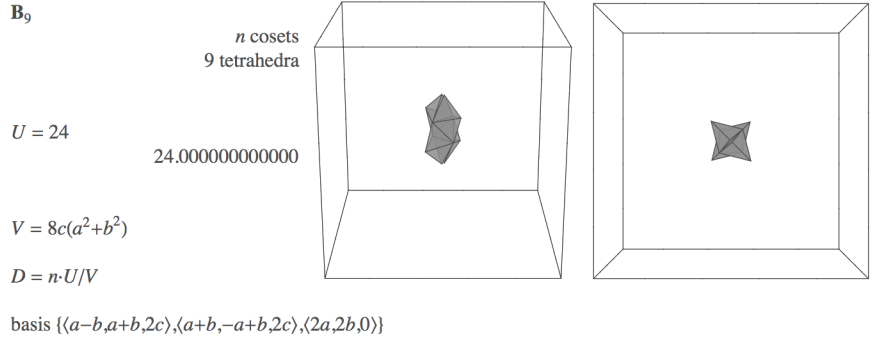 B₉
n cosets
9 tetrahedra
U = 24
24.000000000000
V = 8c(a²+b²)
D = n·U/V
basis {⟨a−b,a+b,2c⟩,⟨a+b,−a+b,2c⟩,⟨2a,2b,0⟩}